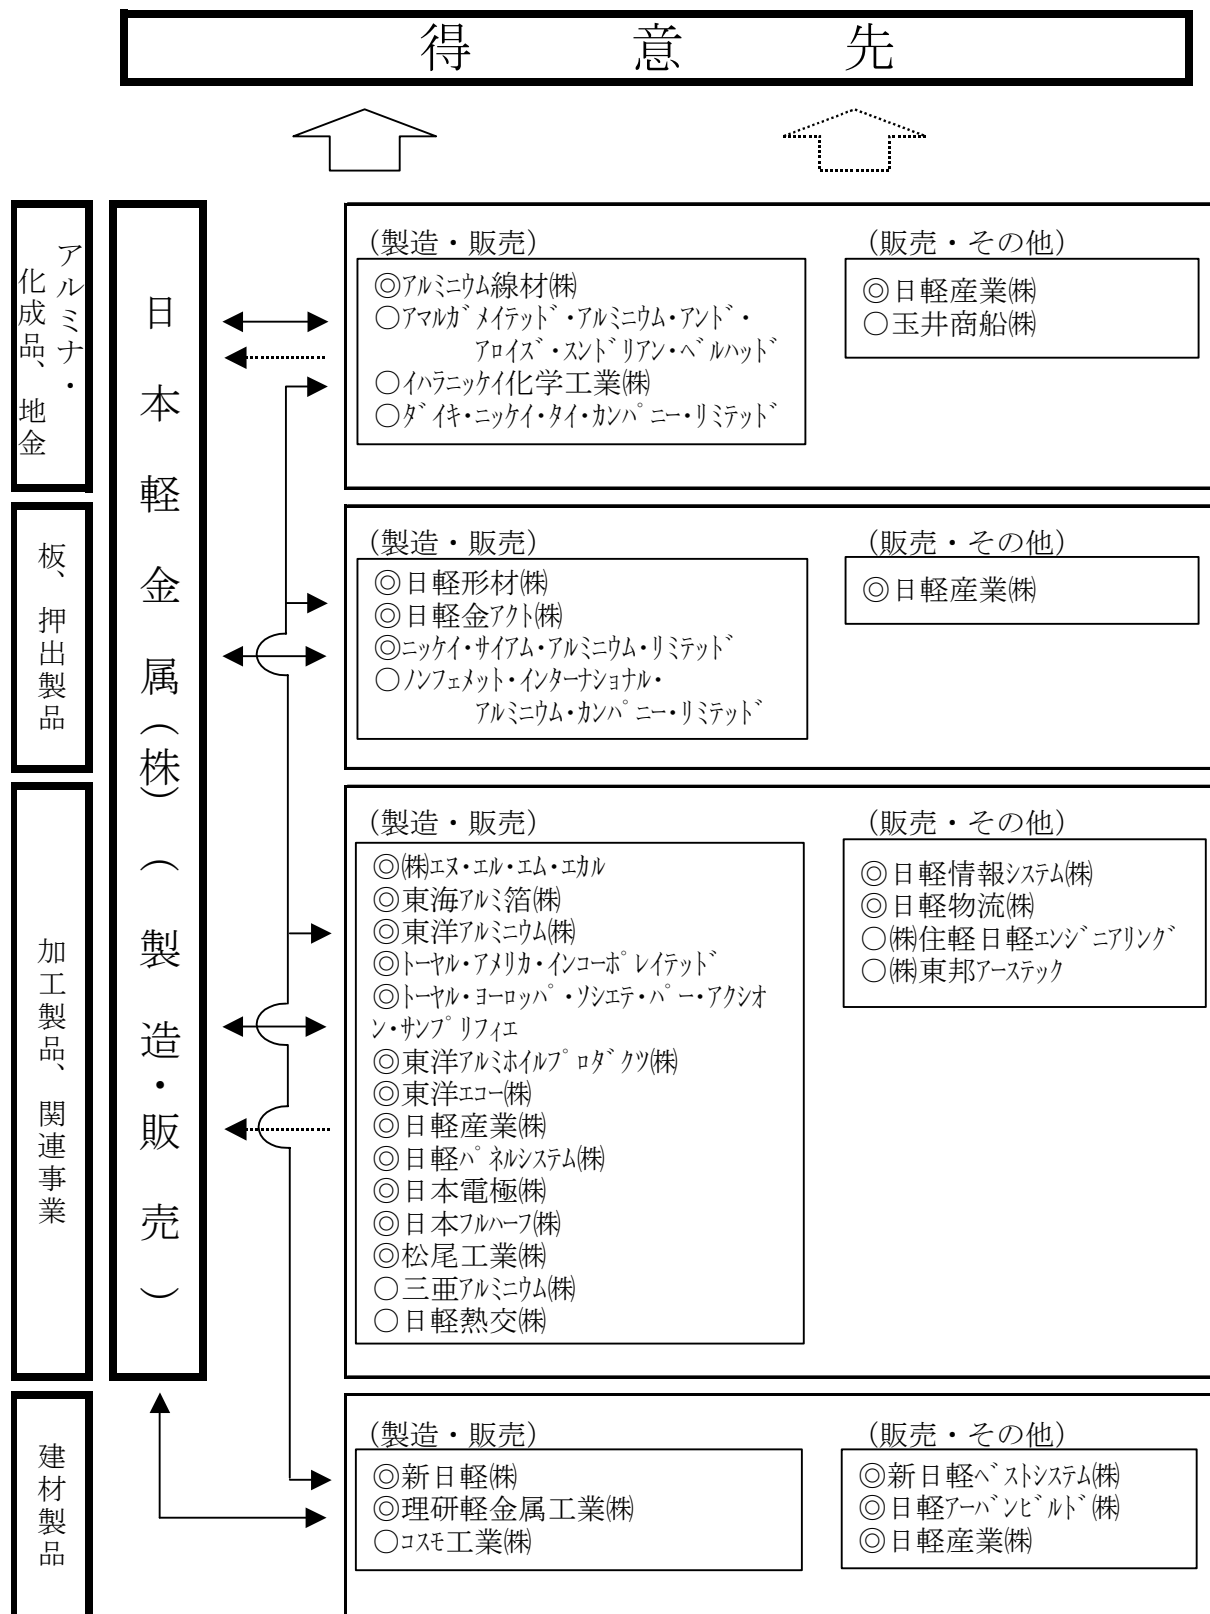 得意先
アルミナ・
化成品、地金
日本軽金属(株)(製造・販売)
(製造・販売)
◎アルミニウム線材㈱
○アマルガメイテッド・アルミニウム・アンド・
アロイズ・スンドリアン・ベルハッド
○イハラニッケイ化学工業㈱
○ダイキ・ニッケイ・タイ・カンパニー・リミテッド
(販売・その他)
◎日軽産業㈱
○玉井商船㈱
板、押出製品
(製造・販売)
◎日軽形材㈱
◎日軽金アクト㈱
◎ニッケイ・サイアム・アルミニウム・リミテッド
○ノンフェメット・インターナショナル・
アルミニウム・カンパニー・リミテッド
(販売・その他)
◎日軽産業㈱
加工製品、関連事業
(製造・販売)
◎㈱エヌ・エル・エム・エカル
◎東海アルミ箔㈱
◎東洋アルミニウム㈱
◎トーヤル・アメリカ・インコーポレイテッド
◎トーヤル・ヨーロッパ・ソシエテ・パー・アクシオ
ン・サンプリフィエ
◎東洋アルミホイルプロダクツ㈱
◎東洋エコー㈱
◎日軽産業㈱
◎日軽パネルシステム㈱
◎日本電極㈱
◎日本フルハーフ㈱
◎松尾工業㈱
○三亜アルミニウム㈱
○日軽熱交㈱
(販売・その他)
◎日軽情報システム㈱
◎日軽物流㈱
○㈱住軽日軽エンジニアリング
○㈱東邦アーステック
建材製品
(製造・販売)
◎新日軽㈱
◎理研軽金属工業㈱
○コスモ工業㈱
(販売・その他)
◎新日軽ベストシステム㈱
◎日軽アーバンビルド㈱
◎日軽産業㈱